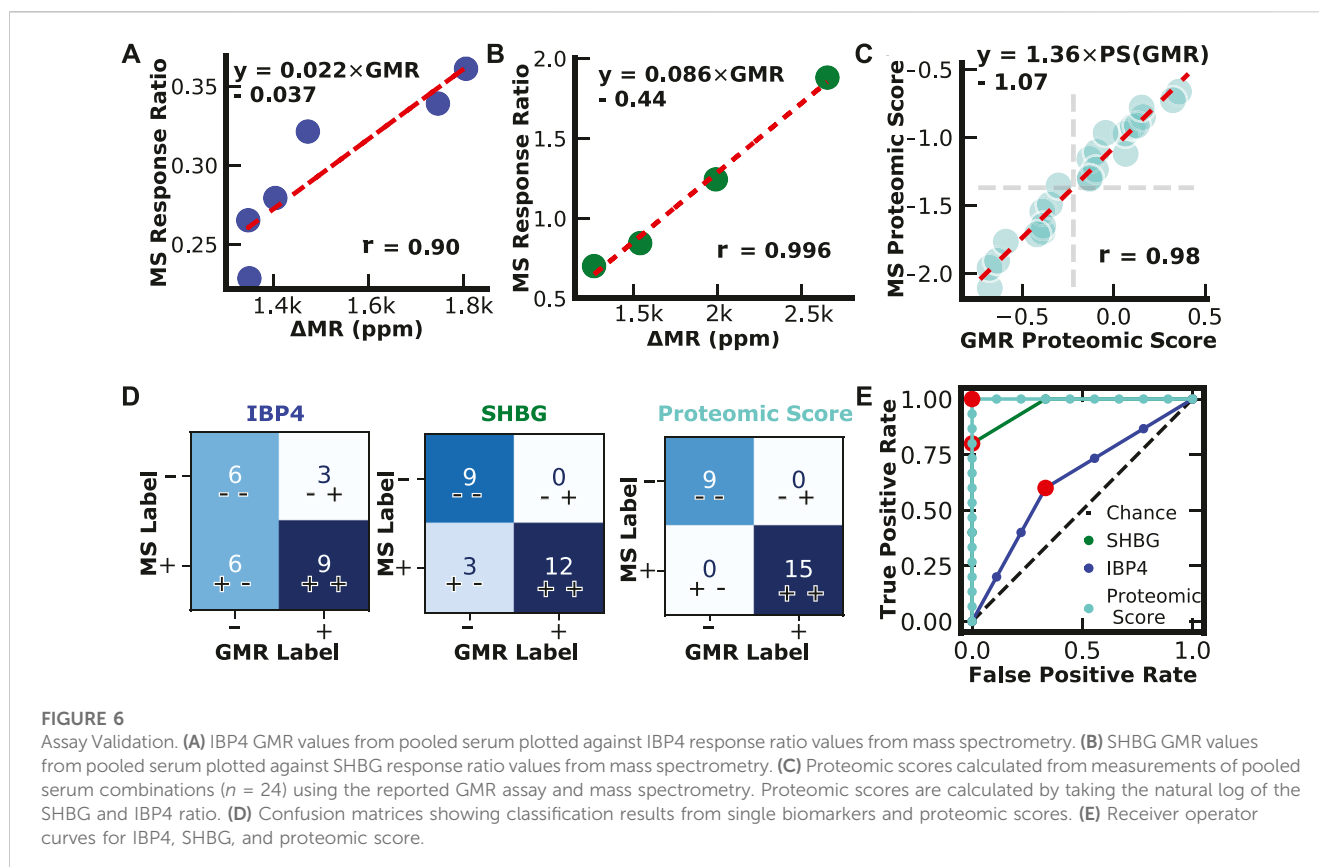 A
y = 0.022×GMR
- 0.037
0.35
0.30
0.25
MS Response Ratio
r = 0.90
1.4k 1.6k 1.8k
ΔMR (ppm)
B
y = 0.086×GMR
- 0.44
2.0
1.5
1.0
0.5
MS Response Ratio
r = 0.996
1.5k 2k 2.5k
ΔMR (ppm)
C
y = 1.36×PS(GMR)
- 1.07
−0.5
−1.0
−1.5
−2.0
MS Proteomic Score
r = 0.98
−0.5 0.0 0.5
GMR Proteomic Score
D
IBP4
MS Label
- 6 3
- - - +
+ 6 9
+ - + +
- +
GMR Label
SHBG
MS Label
- 9 0
- - - +
+ 3 12
+ - + +
- +
GMR Label
Proteomic Score
MS Label
- 9 0
- - - +
+ 0 15
+ - + +
- +
GMR Label
E
True Positive Rate
1.00
0.75
0.50
0.25
0.00
Chance
SHBG
IBP4
Proteomic
Score
0.0 0.5 1.0
False Positive Rate
FIGURE 6
Assay Validation. (A) IBP4 GMR values from pooled serum plotted against IBP4 response ratio values from mass spectrometry. (B) SHBG GMR values
from pooled serum plotted against SHBG response ratio values from mass spectrometry. (C) Proteomic scores calculated from measurements of pooled
serum combinations (n = 24) using the reported GMR assay and mass spectrometry. Proteomic scores are calculated by taking the natural log of the
SHBG and IBP4 ratio. (D) Confusion matrices showing classification results from single biomarkers and proteomic scores. (E) Receiver operator
curves for IBP4, SHBG, and proteomic score.